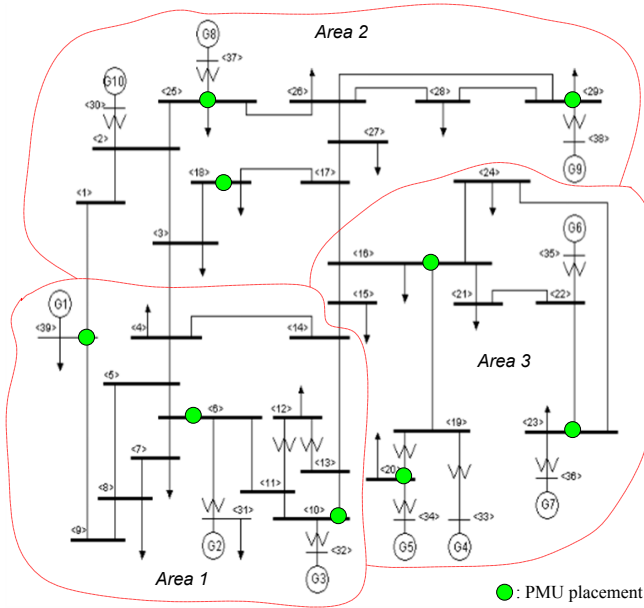 G8
Area 2
G10
<37>
<25>
<26>
<28>
<29>
<30>
<2>
<27>
<38>
<18>
<17>
G9
<24>
<1>
<3>
G6
<16>
<35>
G1
<15>
<21>
<22>
<39>
<4>
<14>
Area 3
<5>
<6>
<12>
<7>
<13>
<19>
<23>
<8>
<11>
<20>
<36>
<31>
<10>
G7
<9>
<34>
<33>
G2
<32>
G5
G4
Area 1
G3
: PMU placement